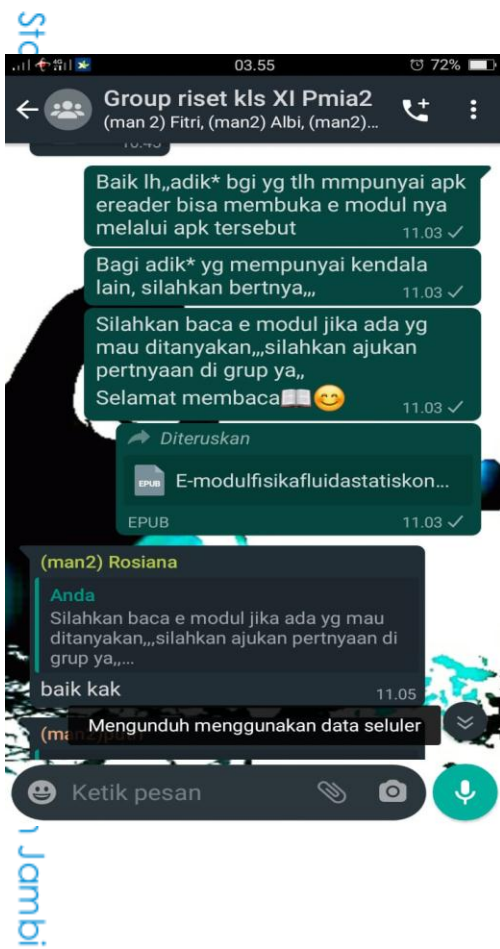 03.55
72%
Group riset kls XI Pmia2
(man 2) Fitri, (man2) Albi, (man2)...
10.45
Baik lh,,adik* bgi yg tlh mmpunyai apk
ereader bisa membuka e modul nya
melalui apk tersebut
11.03
Bagi adik* yg mempunyai kendala
lain, silahkan bertnya,,,
11.03
Silahkan baca e modul jika ada yg
mau ditanyakan,,,silahkan ajukan
pertnyaan di grup ya,,
Selamat membaca📖😊
11.03
Diteruskan
EPUB
E-modulfisikafluidastatiskon...
EPUB
11.03
(man2) Rosiana
Anda
Silahkan baca e modul jika ada yg mau
ditanyakan,,,silahkan ajukan pertnyaan di
grup ya,,...
baik kak
11.05
Mengunduh menggunakan data seluler
Ketik pesan
Jambi